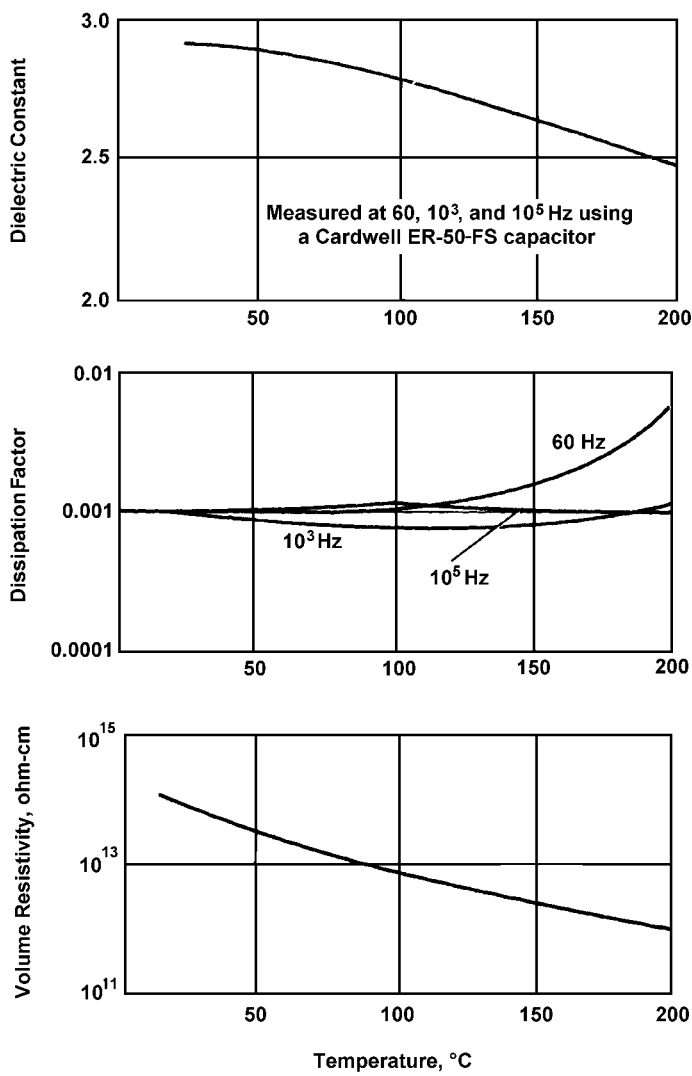 Dielectric Constant
3.0
2.5
2.0
Measured at 60, 10³, and 10⁵ Hz using
a Cardwell ER-50-FS capacitor
50 100 150 200
Dissipation Factor
0.01
0.001
0.0001
60 Hz
10³ Hz
10⁵ Hz
50 100 150 200
Volume Resistivity, ohm-cm
10¹⁵
10¹³
10¹¹
50 100 150 200
Temperature, °C